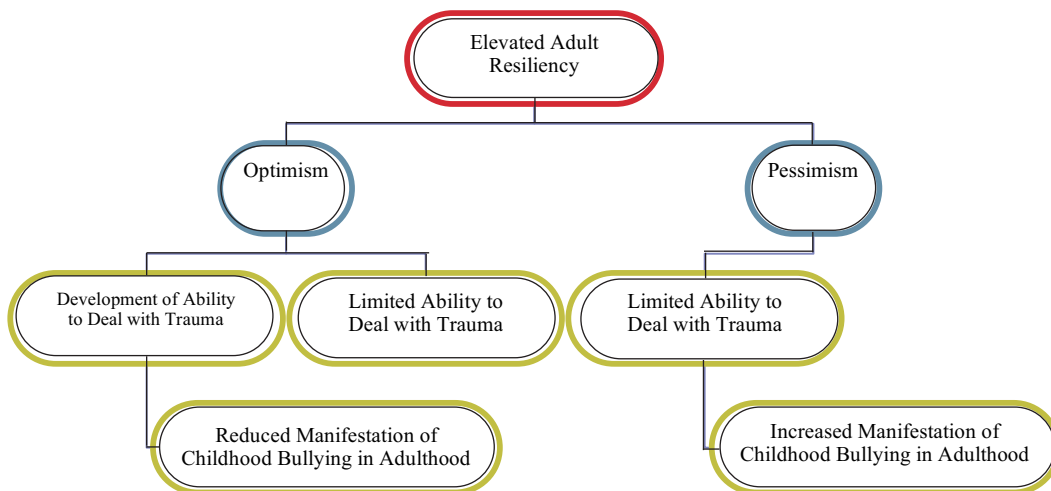 Elevated Adult
Resiliency
Optimism
Pessimism
Development of Ability
to Deal with Trauma
Limited Ability to
Deal with Trauma
Limited Ability to
Deal with Trauma
Reduced Manifestation of
Childhood Bullying in Adulthood
Increased Manifestation of
Childhood Bullying in Adulthood